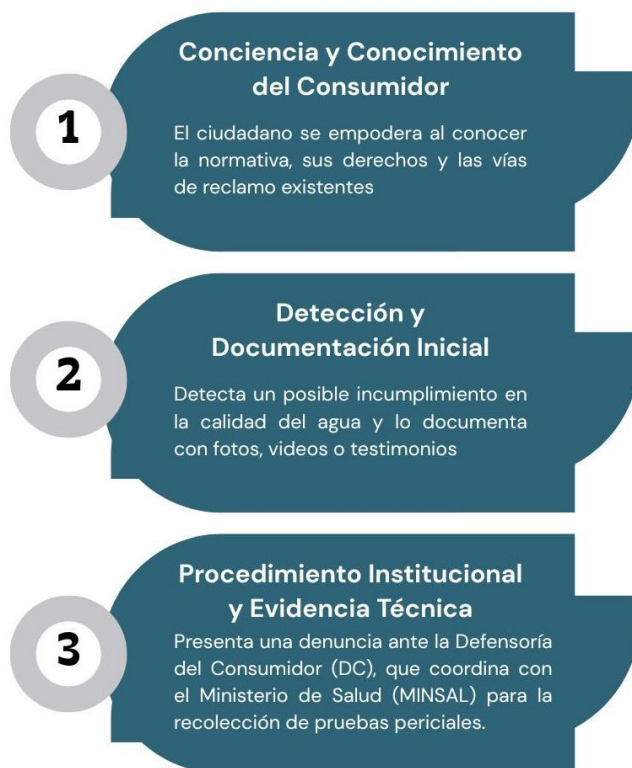 1
Conciencia y Conocimiento
del Consumidor
El ciudadano se empodera al conocer
la normativa, sus derechos y las vías
de reclamo existentes
2
Detección y
Documentación Inicial
Detecta un posible incumplimiento en
la calidad del agua y lo documenta
con fotos, videos o testimonios
3
Procedimiento Institucional
y Evidencia Técnica
Presenta una denuncia ante la Defensoría
del Consumidor (DC), que coordina con
el Ministerio de Salud (MINSAL) para la
recolección de pruebas periciales.